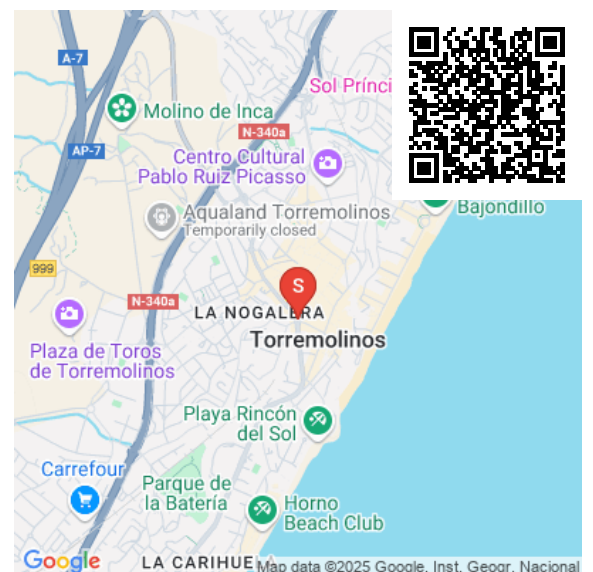 A-7
Sol Prínci
Molino de Inca
N-340a
AP-7
Centro Cultural
Pablo Ruiz Picasso
Aqualand Torremolinos
Temporarily closed
Bajondillo
999
S
N-340a
LA NOGALERA
Torremolinos
Plaza de Toros
de Torremolinos
Playa Rincón
del Sol
Carrefour
Parque de
la Batería
Horno
Beach Club
Google
LA CARIHUELA
Map data ©2025 Google, Inst. Geogr. Nacional